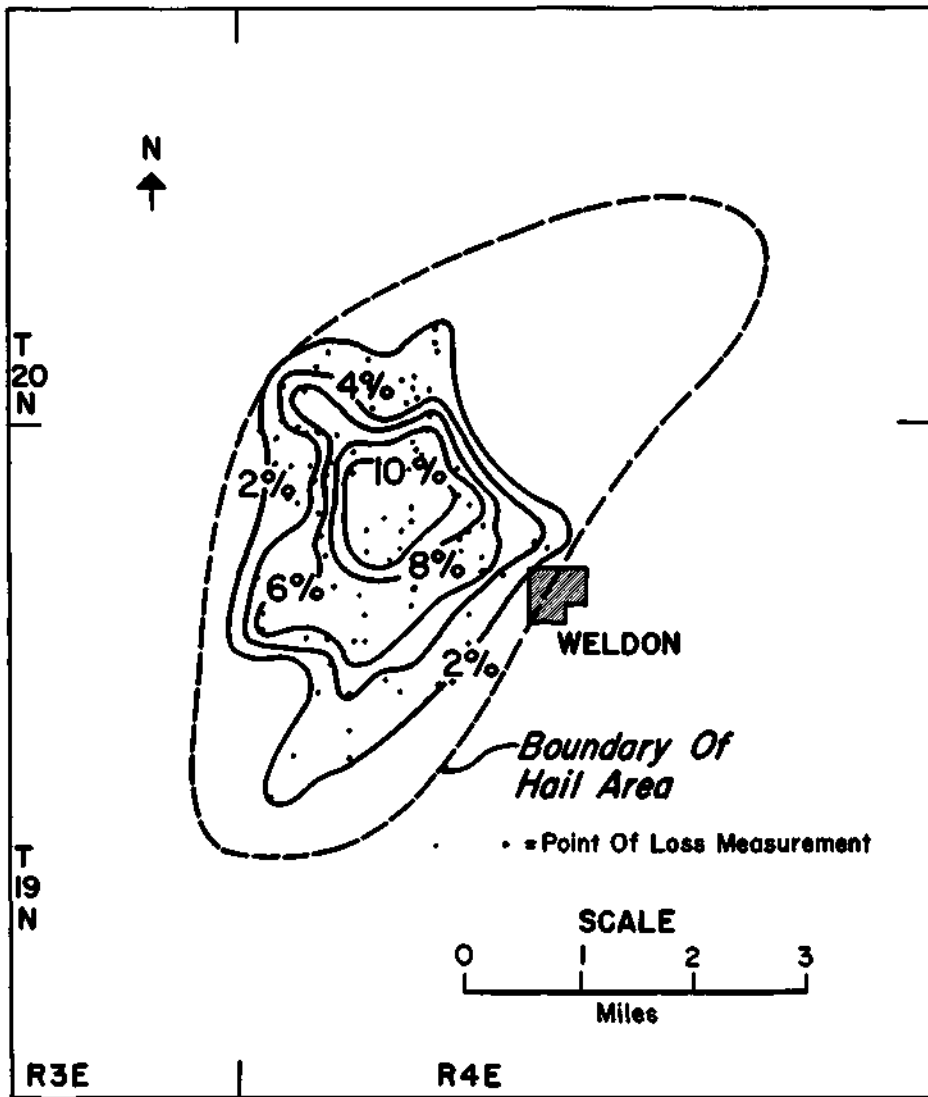 N
T
20
N
4%
10%
2%
8%
6%
WELDON
2%
Boundary Of
Hail Area
• = Point Of Loss Measurement
T
19
N
SCALE
0 1 2 3
Miles
R3E R4E